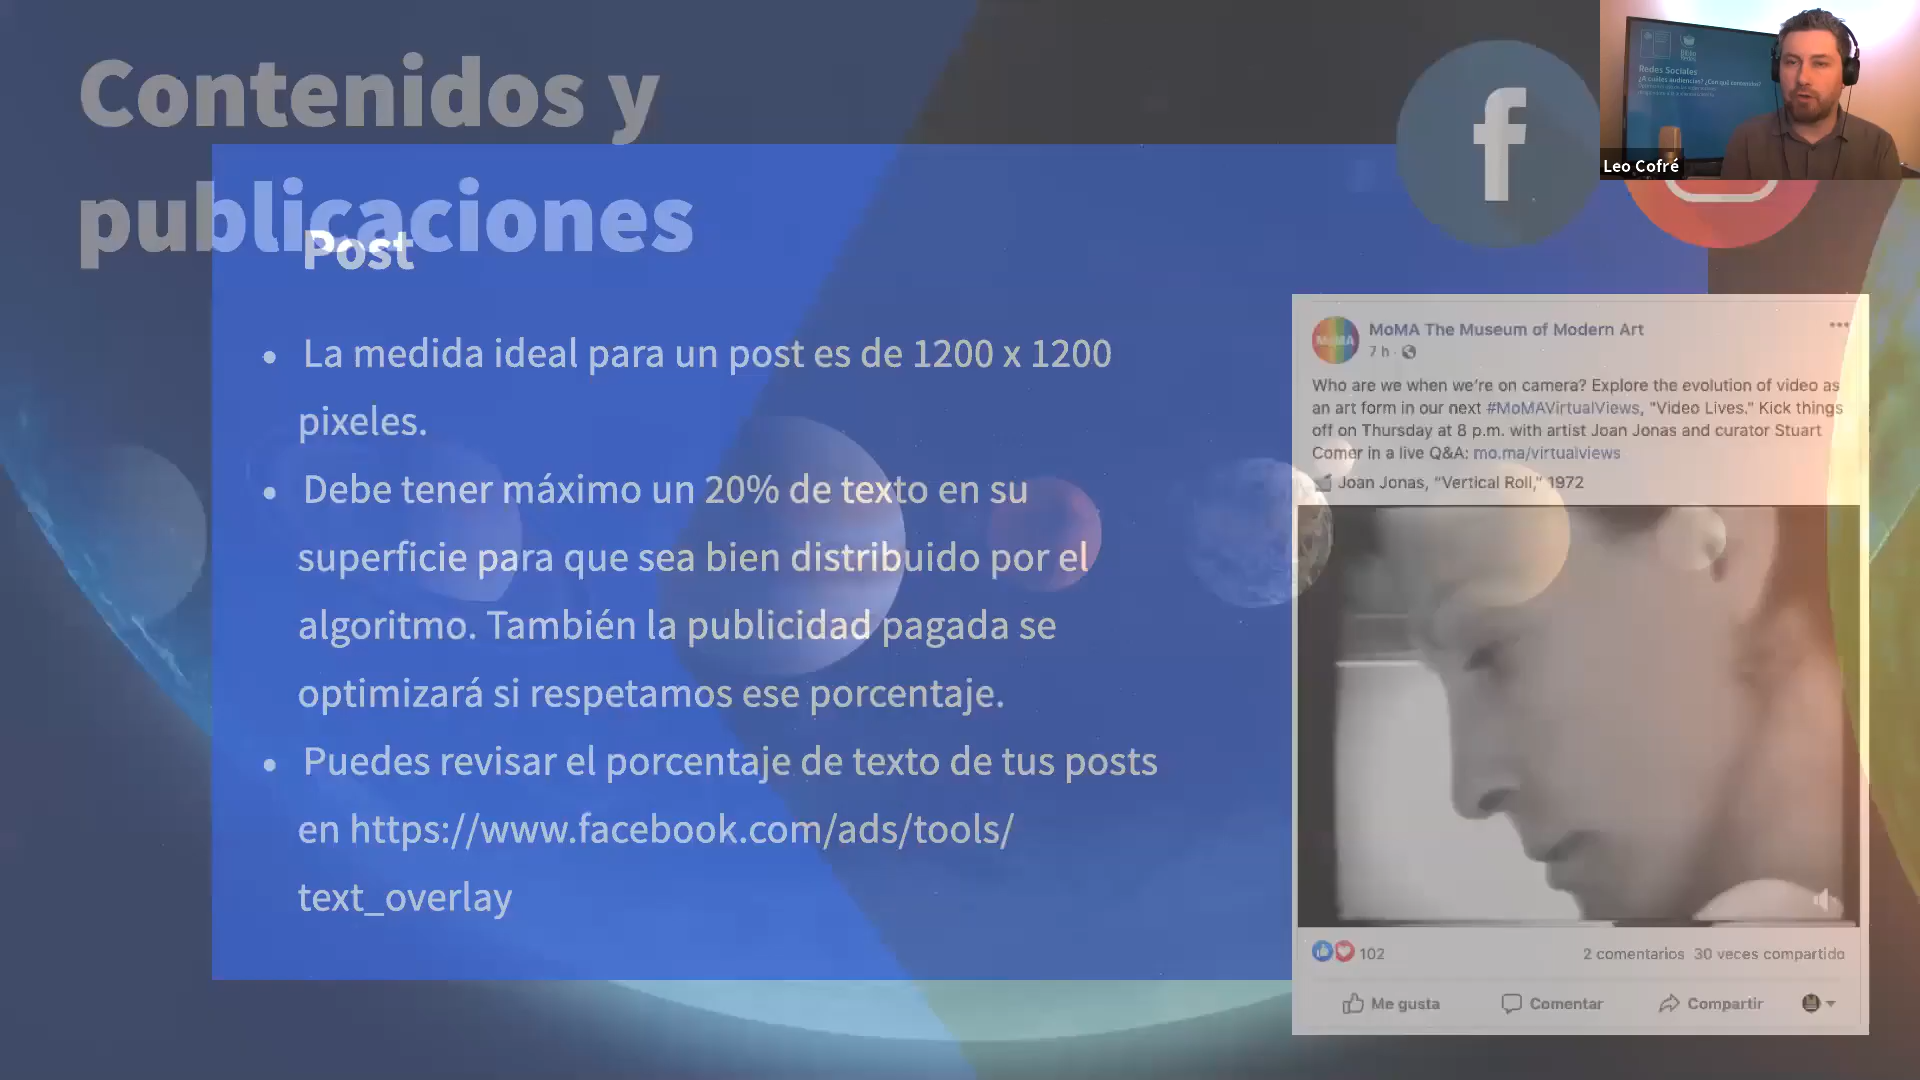 Contenidos y
publicaciones
Post
• La medida ideal para un post es de 1200 x 1200
pixeles.
• Debe tener máximo un 20% de texto en su
superficie para que sea bien distribuido por el
algoritmo. También la publicidad pagada se
optimizará si respetamos ese porcentaje.
• Puedes revisar el porcentaje de texto de tus posts
en https://www.facebook.com/ads/tools/
text_overlay
MoMA
MoMA The Museum of Modern Art
7 h
Who are we when we're on camera? Explore the evolution of video as
an art form in our next #MoMAVirtualViews, "Video Lives." Kick things
off on Thursday at 8 p.m. with artist Joan Jonas and curator Stuart
Comer in a live Q&A: mo.ma/virtualviews
Joan Jonas, "Vertical Roll," 1972
102
2 comentarios 30 veces compartido
Me gusta
Comentar
Compartir
Redes Sociales
¿A cuáles audiencias? ¿Con qué contenidos?
Leo Cofré